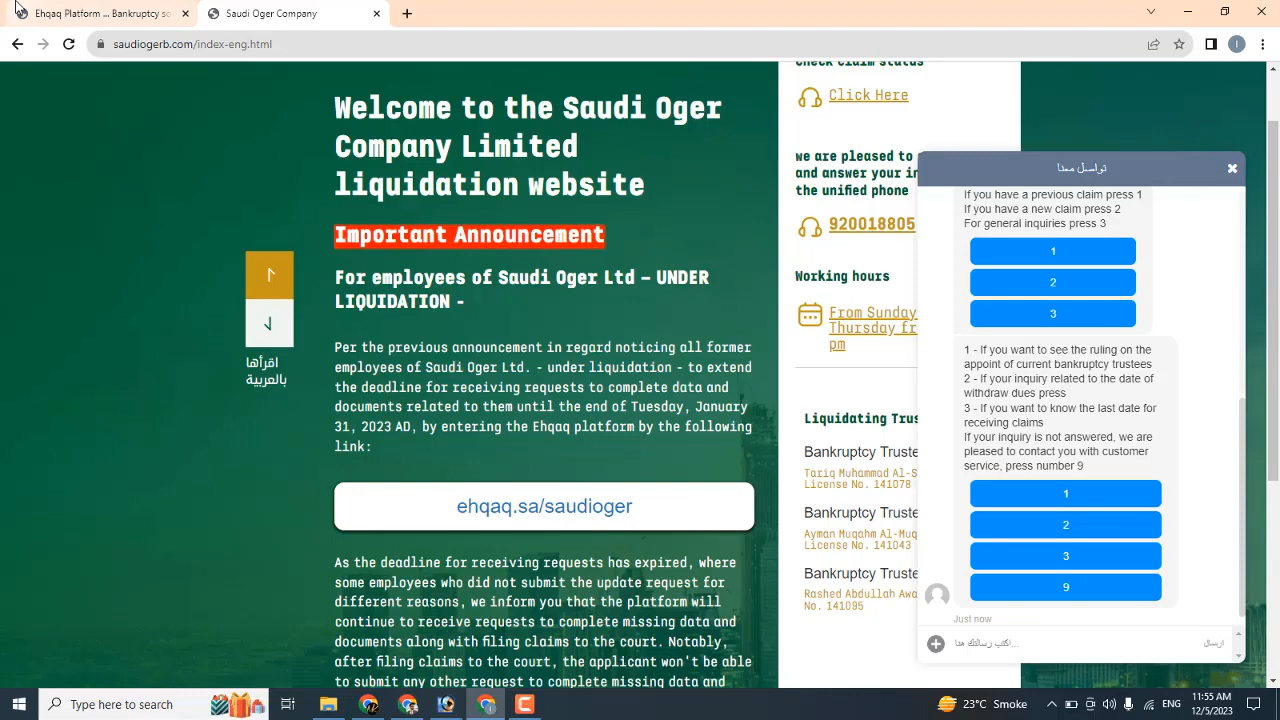 Ehqaq Platform ... Bankruptcy so
Saudi Oger Company
saudiogerb.com/index-eng.html
Welcome to the Saudi Oger
Company Limited
liquidation website
Important Announcement
For employees of Saudi Oger Ltd – UNDER
LIQUIDATION -
اقرأها
بالعربية
Per the previous announcement in regard noticing all former
employees of Saudi Oger Ltd. - under liquidation - to extend
the deadline for receiving requests to complete data and
documents related to them until the end of Tuesday, January
31, 2023 AD, by entering the Ehqaq platform by the following
link:
ehqaq.sa/saudioger
As the deadline for receiving requests has expired, where
some employees who did not submit the update request for
different reasons, we inform you that the platform will
continue to receive requests to complete missing data and
documents along with filing claims to the court. Notably,
after filing claims to the court, the applicant won't be able
to submit any other request to complete missing data and
Check claim status
Click Here
we are pleased to
and answer your in
the unified phone
920018805
Working hours
From Sunday
Thursday fr
pm
Liquidating Trus
Bankruptcy Truste
Tariq Muhammad Al-S
License No. 141078
Bankruptcy Truste
Ayman Muqahm Al-Muq
License No. 141043
Bankruptcy Truste
Rashed Abdullah Awa
No. 141095
تواصل معنا
If you have a previous claim press 1
If you have a new claim press 2
For general inquiries press 3
1
2
3
1 - If you want to see the ruling on the
appoint of current bankruptcy trustees
2 - If your inquiry related to the date of
withdraw dues press
3 - If you want to know the last date for
receiving claims
If your inquiry is not answered, we are
pleased to contact you with customer
service, press number 9
1
2
3
9
Just now
اكتب رسالتك هنا...
ارسال
Type here to search
23°C Smoke
ENG
11:55 AM
12/5/2023